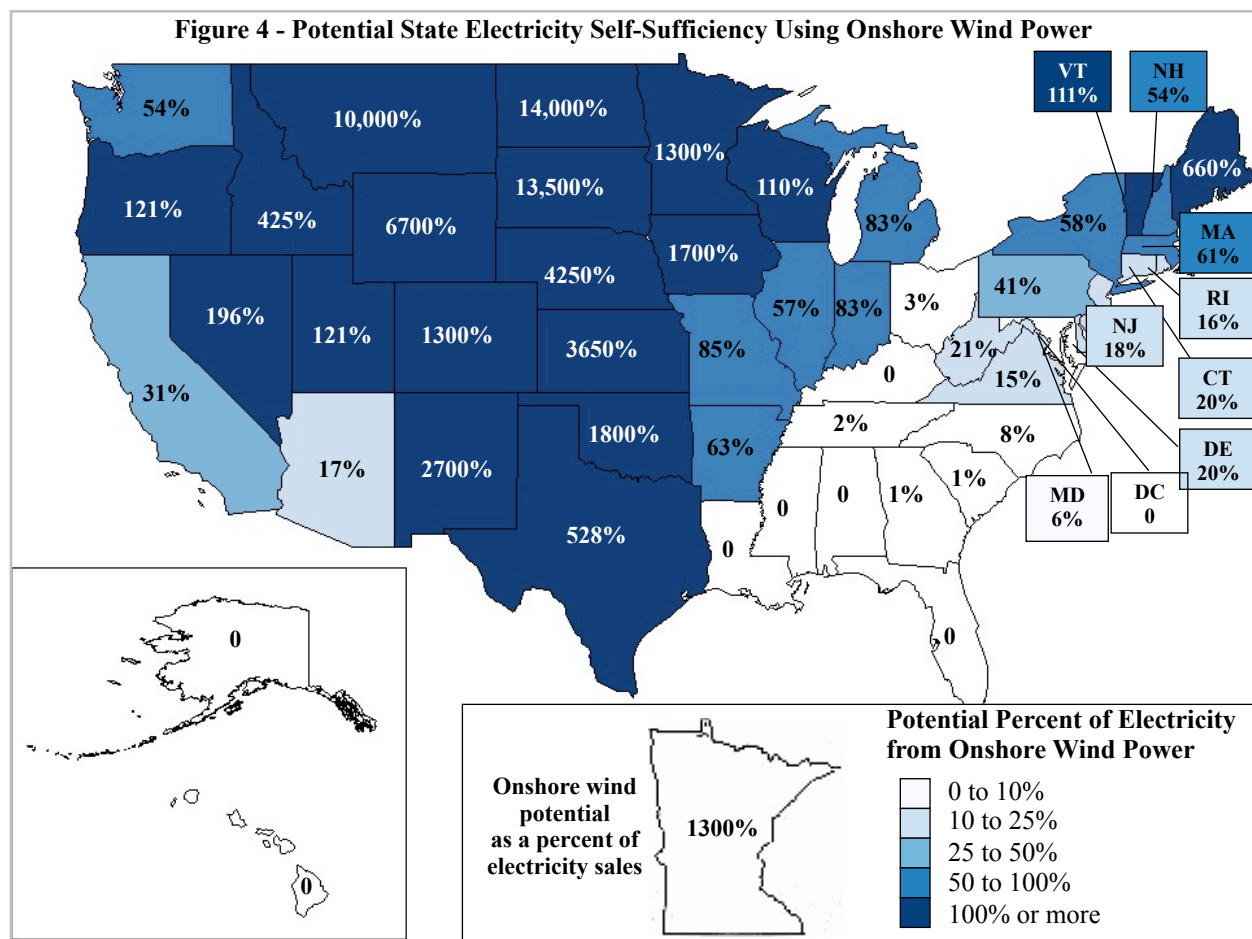 Figure 4 - Potential State Electricity Self-Sufficiency Using Onshore Wind Power
VT
111%
NH
54%
54%
10,000%
14,000%
1300%
110%
660%
121%
425%
6700%
13,500%
83%
58%
MA
61%
196%
121%
1300%
4250%
1700%
57%
83%
3%
41%
RI
16%
NJ
18%
31%
3650%
85%
0
21%
15%
CT
20%
17%
2700%
1800%
63%
2%
8%
DE
20%
528%
0
0
0
1%
1%
MD
6%
DC
0
0
0
0
Onshore wind
potential
as a percent of
electricity sales
1300%
Potential Percent of Electricity
from Onshore Wind Power
0 to 10%
10 to 25%
25 to 50%
50 to 100%
100% or more